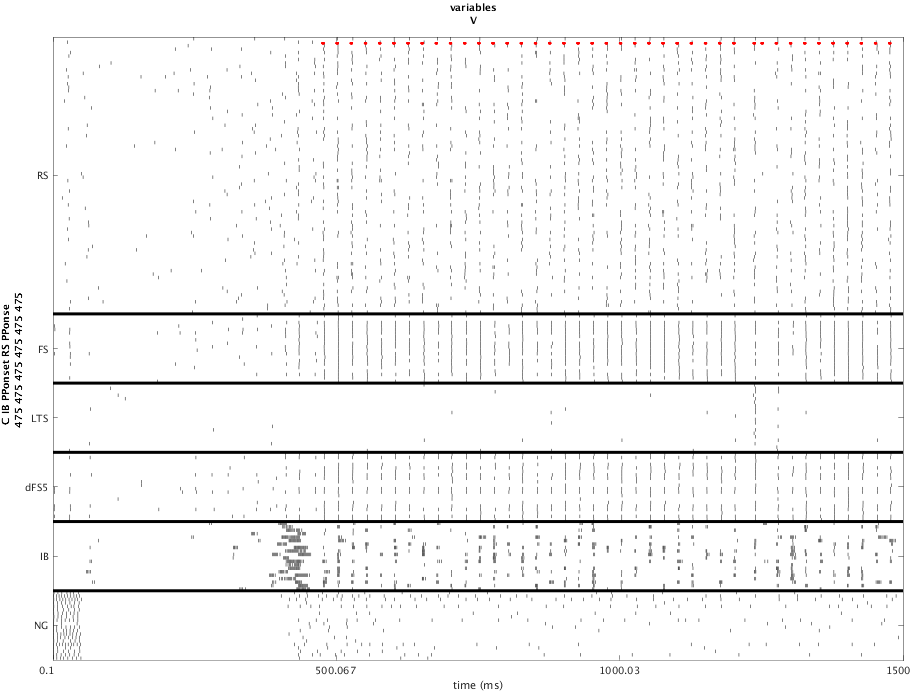 variables
V
C IB PPonset RS PPonse
475 475 475 475 475 475
RS
FS
LTS
dFS5
IB
NG
0.1
500.067
1000.03
1500
time (ms)